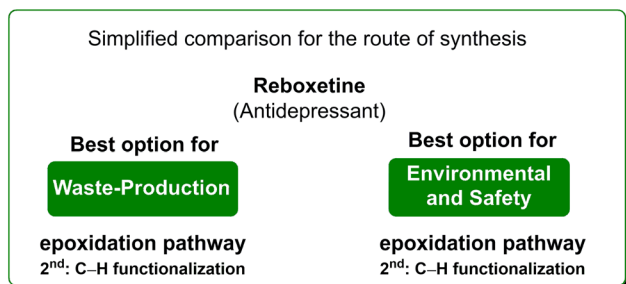 Simplified comparison for the route of synthesis
Reboxetine
(Antidepressant)
Best option for
Waste-Production
epoxidation pathway
2nd: C–H functionalization
Best option for
Environmental
and Safety
epoxidation pathway
2nd: C–H functionalization